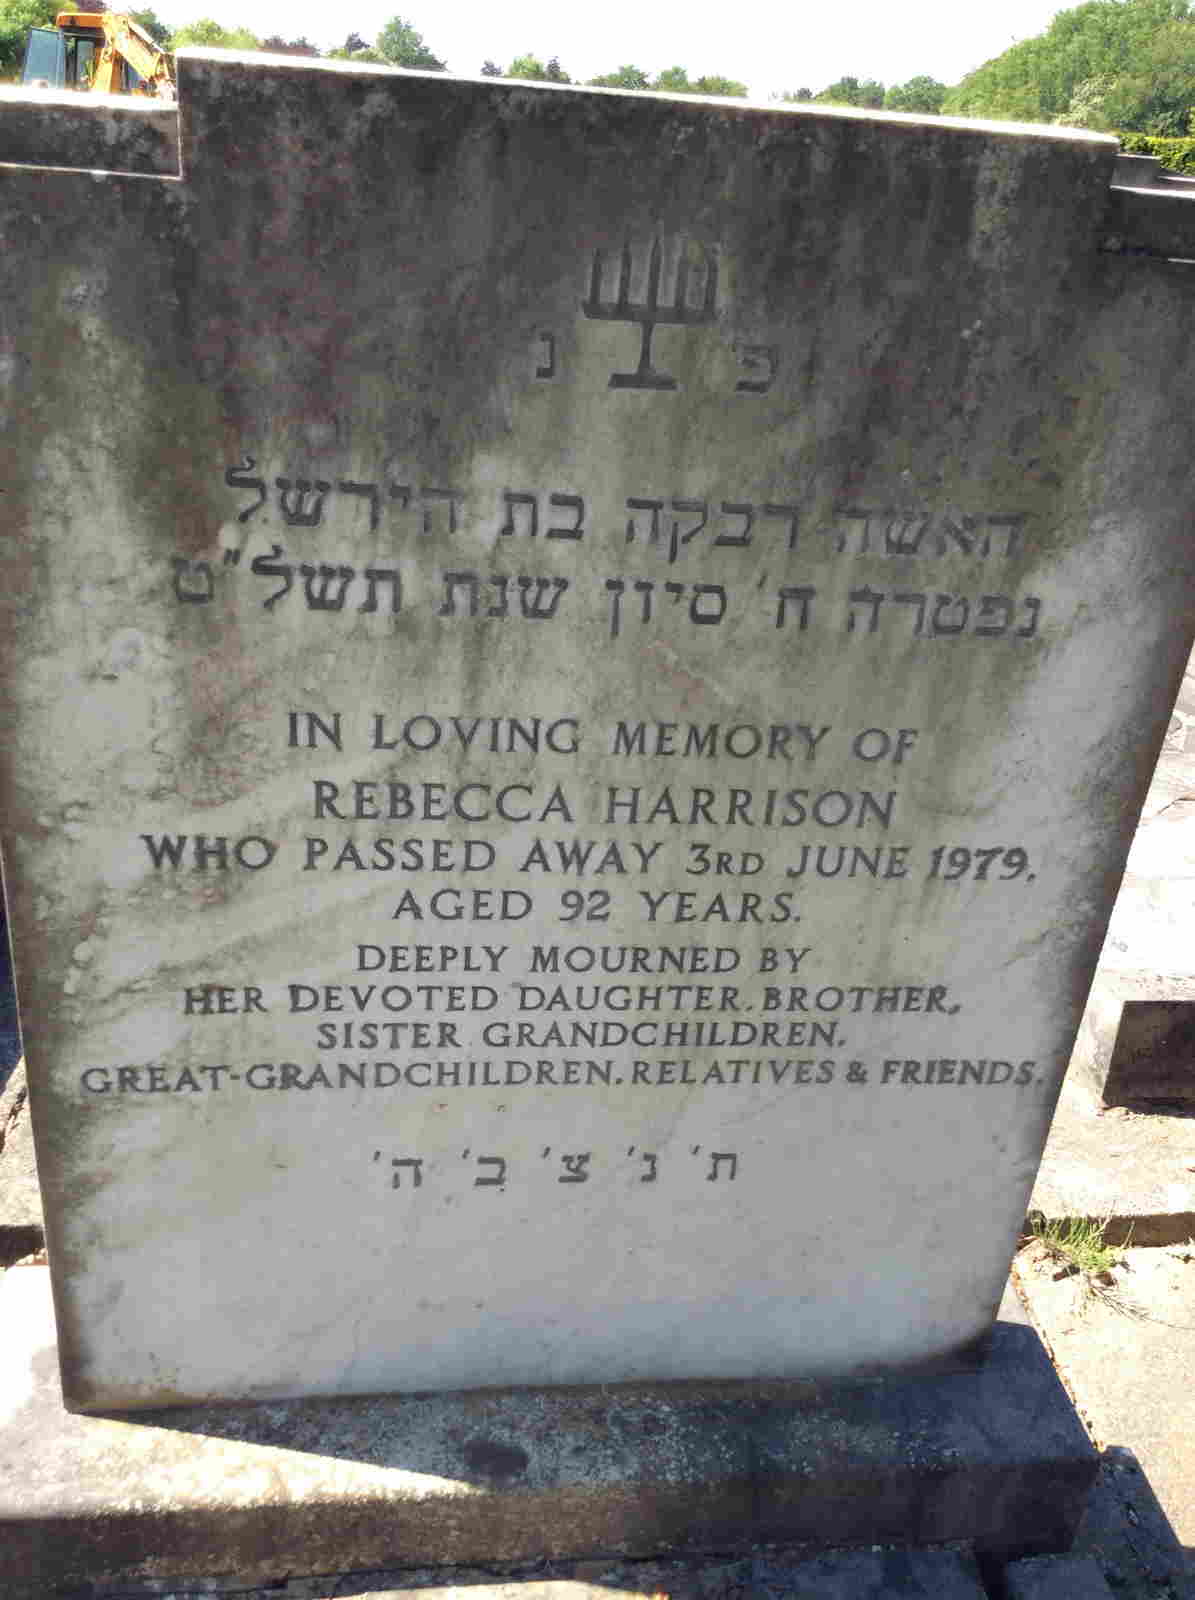 פ נ
האשה רבקה בת הירשל
נפטרה ח' סיון שנת תשל"ט
IN LOVING MEMORY OF
REBECCA HARRISON
WHO PASSED AWAY 3RD JUNE 1979.
AGED 92 YEARS.
DEEPLY MOURNED BY
HER DEVOTED DAUGHTER. BROTHER,
SISTER GRANDCHILDREN.
GREAT-GRANDCHILDREN. RELATIVES & FRIENDS.
ת' נ' צ' ב' ה'